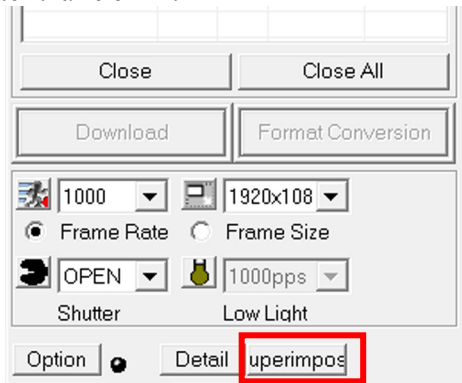 Close Close All
Download Format Conversion
1000 1920x108
Frame Rate Frame Size
OPEN 1000pps
Shutter Low Light
Option Detail uperimpos